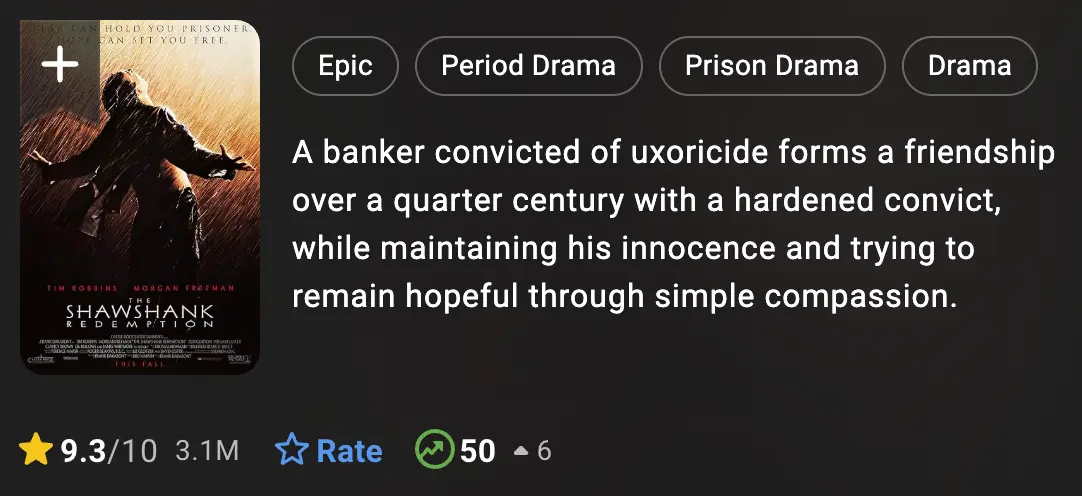 FEAR CAN HOLD YOU PRISONER.
HOPE CAN SET YOU FREE.
TIM ROBBINS MORGAN FREEMAN
THE
SHAWSHANK
REDEMPTION
THIS FALL
Epic
Period Drama
Prison Drama
Drama
A banker convicted of uxoricide forms a friendship
over a quarter century with a hardened convict,
while maintaining his innocence and trying to
remain hopeful through simple compassion.
9.3/10 3.1M Rate 50 6